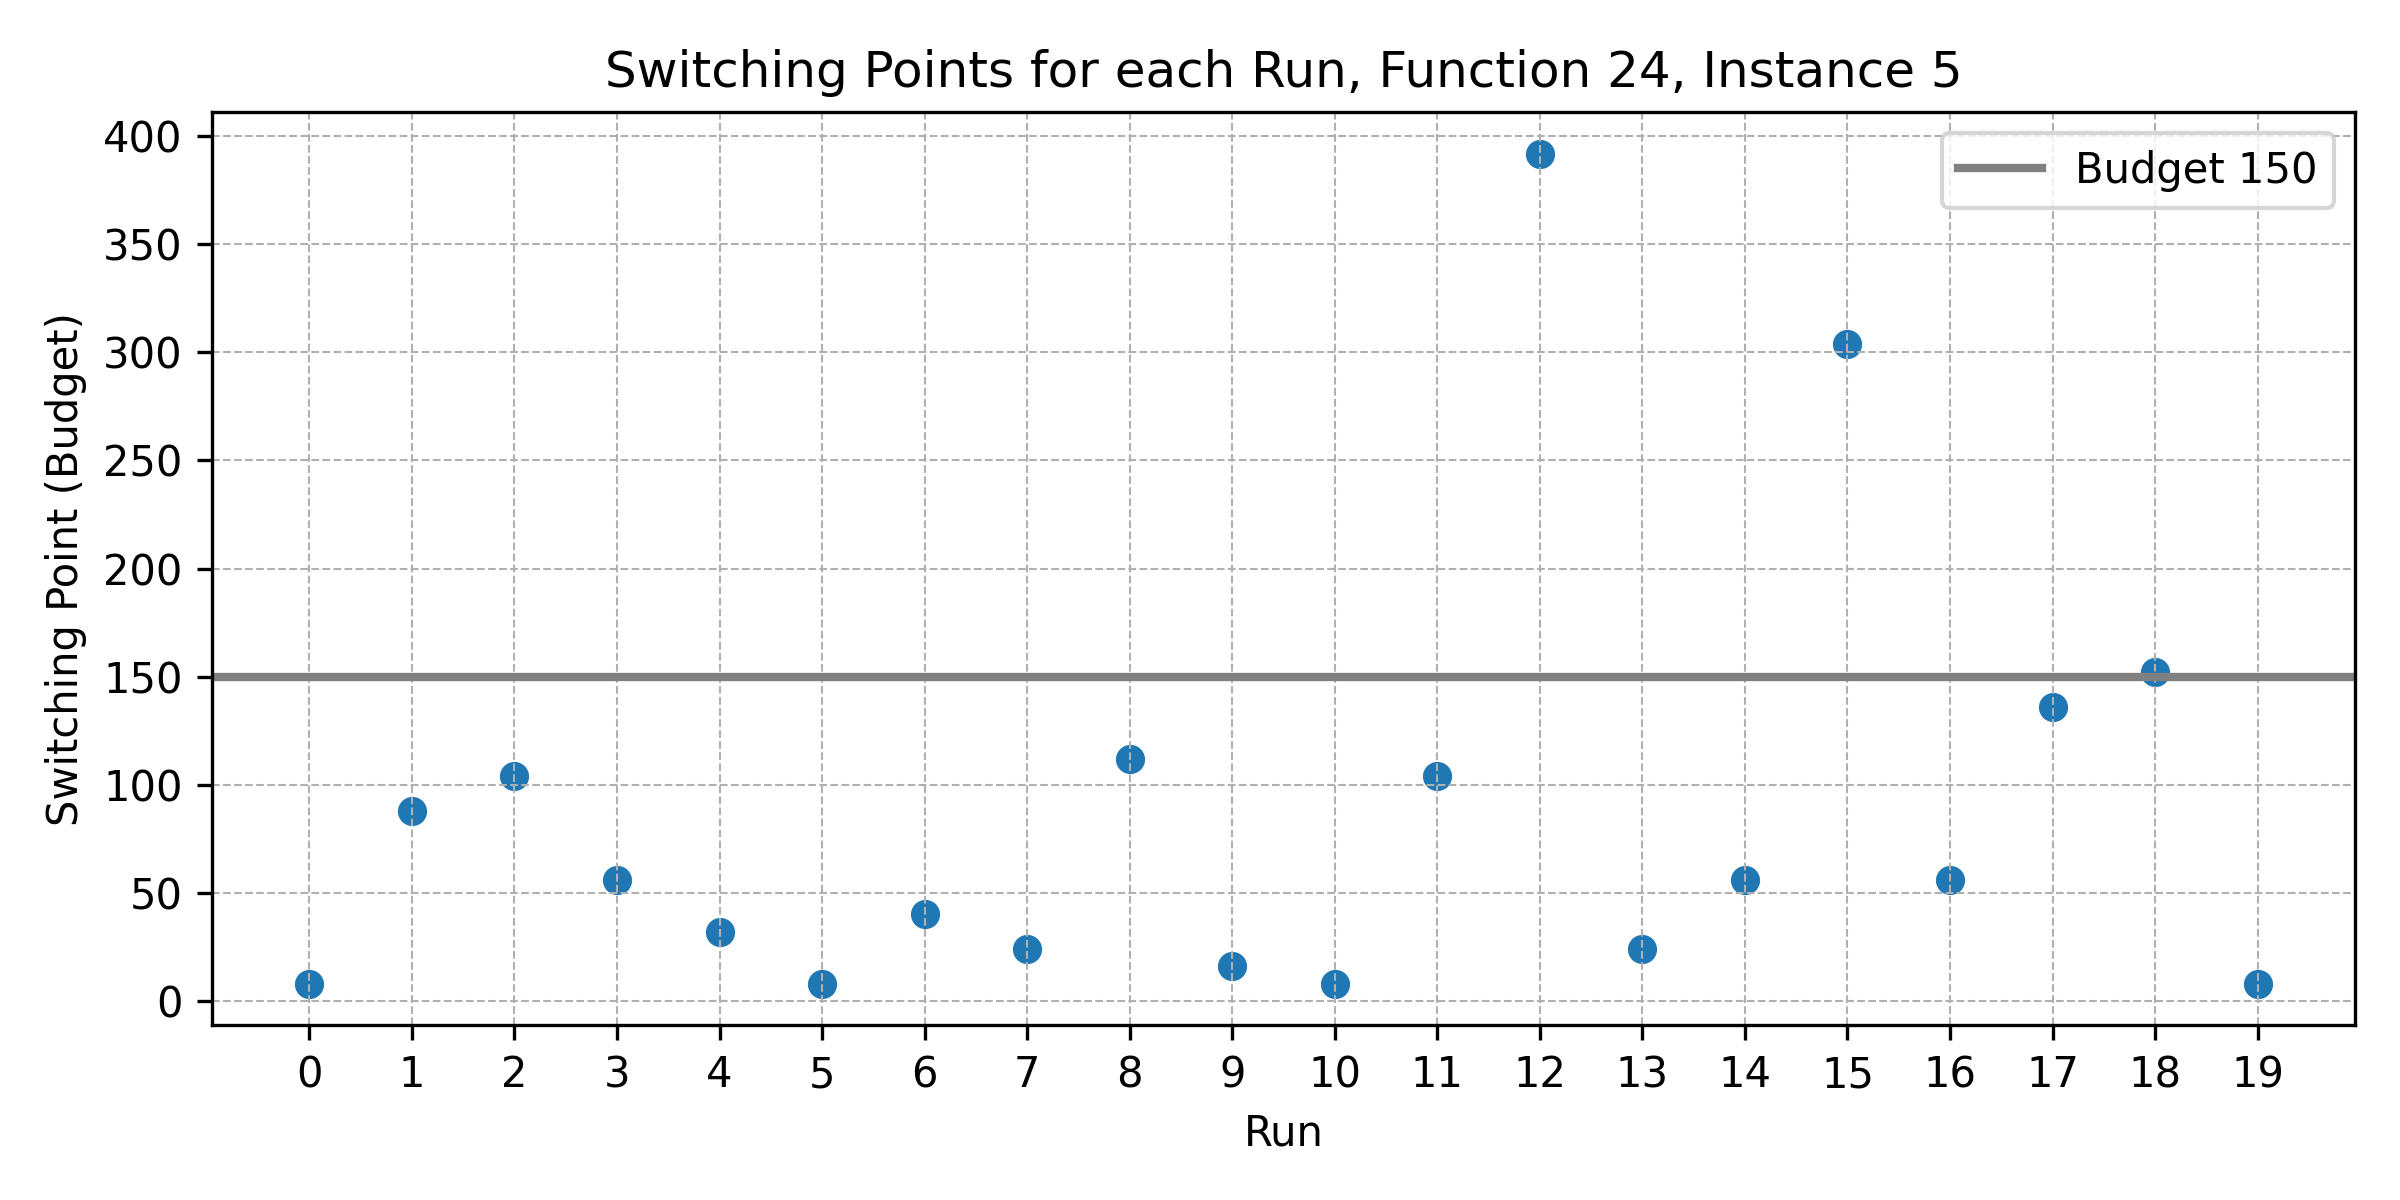 Switching Points for each Run, Function 24, Instance 5
Budget 150
Switching Point (Budget)
400
350
300
250
200
150
100
50
0
0 1 2 3 4 5 6 7 8 9 10 11 12 13 14 15 16 17 18 19
Run